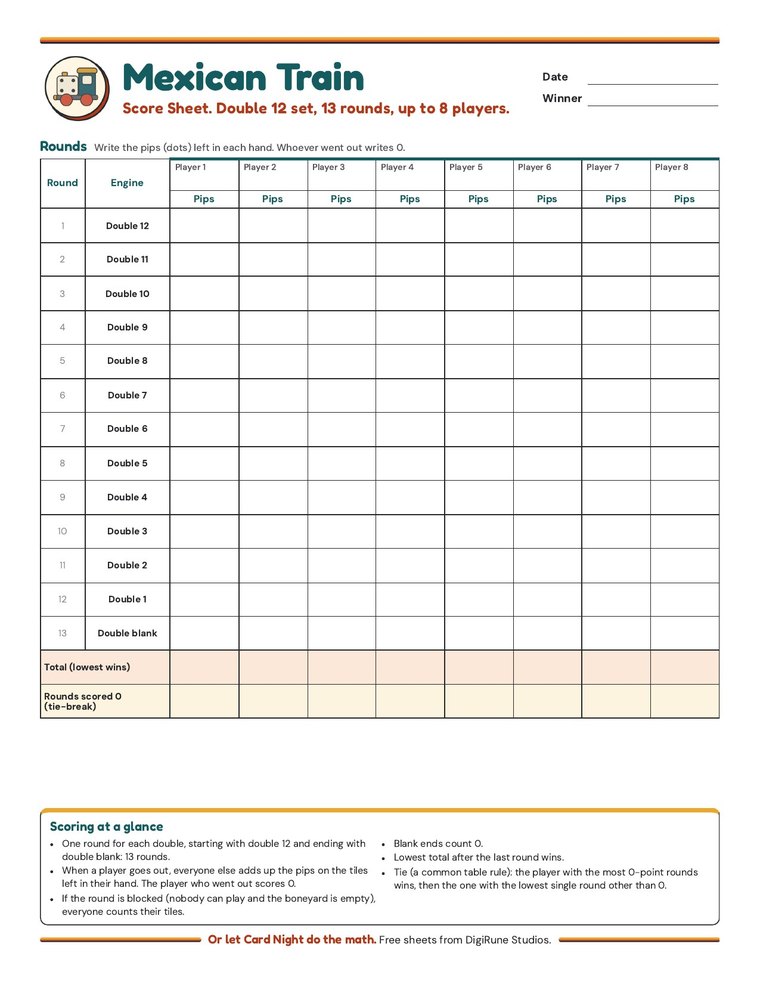 Mexican Train
Score Sheet. Double 12 set, 13 rounds, up to 8 players.
Date
Winner
Rounds Write the pips (dots) left in each hand. Whoever went out writes 0.
Round Engine Player 1 Player 2 Player 3 Player 4 Player 5 Player 6 Player 7 Player 8
Pips Pips Pips Pips Pips Pips Pips Pips
1 Double 12
2 Double 11
3 Double 10
4 Double 9
5 Double 8
6 Double 7
7 Double 6
8 Double 5
9 Double 4
10 Double 3
11 Double 2
12 Double 1
13 Double blank
Total (lowest wins)
Rounds scored 0
(tie-break)
Scoring at a glance
• One round for each double, starting with double 12 and ending with
double blank: 13 rounds.
• When a player goes out, everyone else adds up the pips on the tiles
left in their hand. The player who went out scores 0.
• If the round is blocked (nobody can play and the boneyard is empty),
everyone counts their tiles.
• Blank ends count 0.
• Lowest total after the last round wins.
• Tie (a common table rule): the player with the most 0-point rounds
wins, then the one with the lowest single round other than 0.
Or let Card Night do the math. Free sheets from DigiRune Studios.